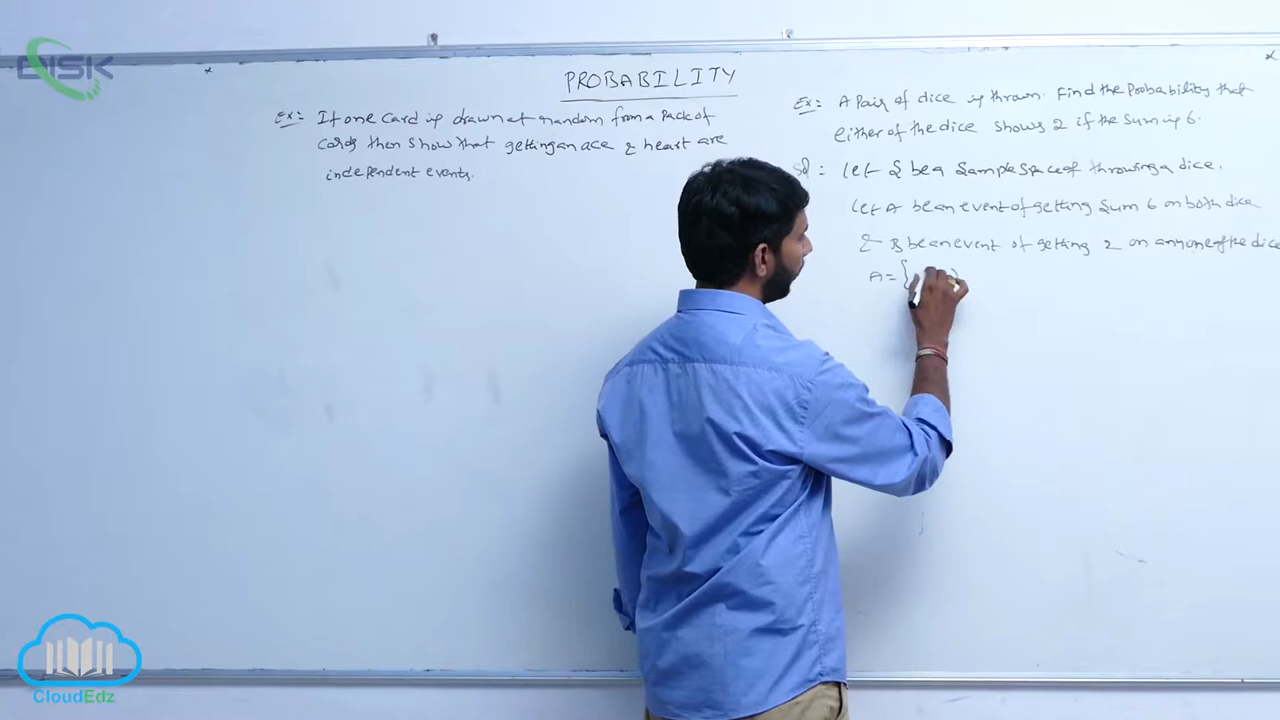 DISK
PROBABILITY
Ex:- If one card is drawn at random from a pack of
cards then show that getting an ace & heart are
independent events.
Ex:- A Pair of dice is thrown. Find the Probability that
either of the dice shows 2 if the sum is 6.
Sol:= Let S be a Sample space of throwing a dice.
Let A be an event of getting Sum 6 on both dice
& B be an event of getting 2 on any one of the dice
A = {
CloudEdz